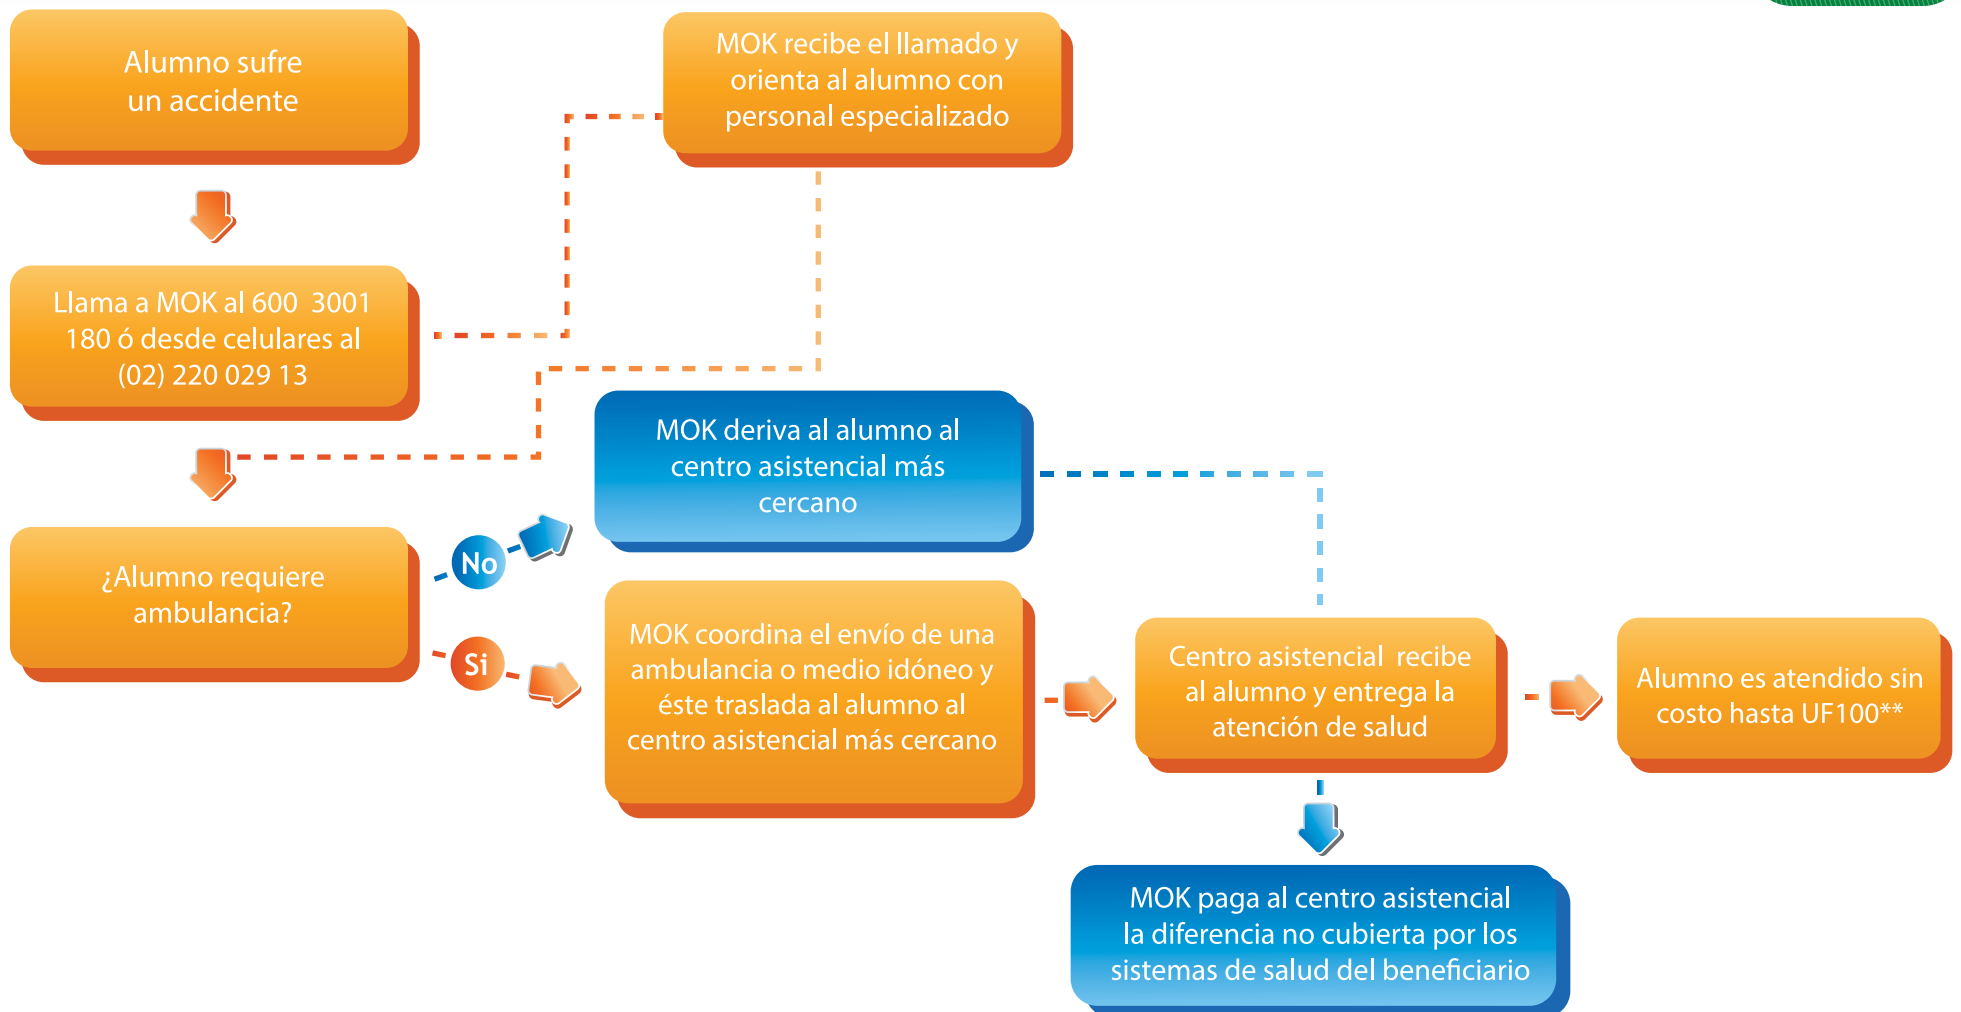 Alumno sufre
un accidente
MOK recibe el llamado y
orienta al alumno con
personal especializado
Llama a MOK al 600  3001
180 ó desde celulares al
(02) 220 029 13
MOK deriva al alumno al
centro asistencial más
cercano
¿Alumno requiere
ambulancia?
No
Si
MOK coordina el envío de una
ambulancia o medio idóneo y
éste traslada al alumno al
centro asistencial más cercano
Centro asistencial  recibe
al alumno y entrega la
atención de salud
Alumno es atendido sin
costo hasta UF100**
MOK paga al centro asistencial
la diferencia no cubierta por los
sistemas de salud del beneficiario